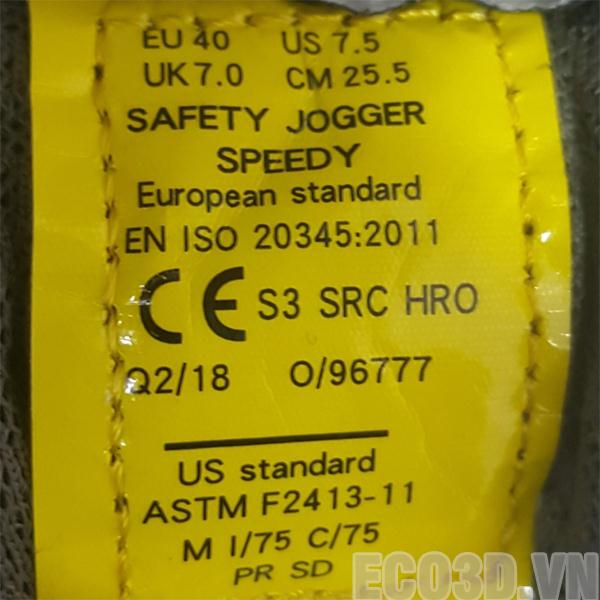 EU 40 US 7.5
UK 7.0 CM 25.5
SAFETY JOGGER
SPEEDY
European standard
EN ISO 20345:2011
CE S3 SRC HRO
Q2/18 O/96777
US standard
ASTM F2413-11
M I/75 C/75
PR SD
ECO3D.VN